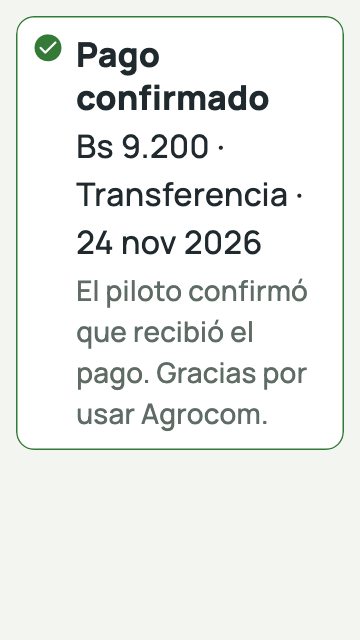 Pago
confirmado
Bs 9.200 ·
Transferencia ·
24 nov 2026
El piloto confirmó
que recibió el
pago. Gracias por
usar Agrocom.